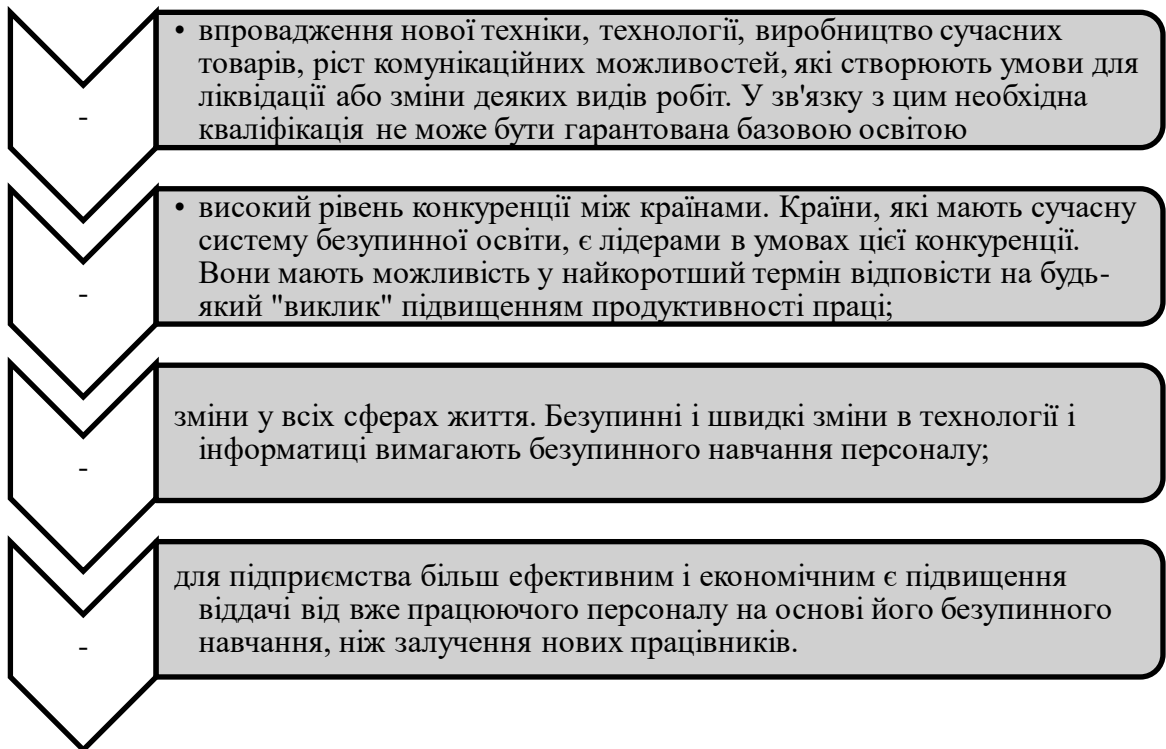 -
• впровадження нової техніки, технології, виробництво сучасних
товарів, ріст комунікаційних можливостей, які створюють умови для
ліквідації або зміни деяких видів робіт. У зв'язку з цим необхідна
кваліфікація не може бути гарантована базовою освітою
-
• високий рівень конкуренції між країнами. Країни, які мають сучасну
систему безупинної освіти, є лідерами в умовах цієї конкуренції.
Вони мають можливість у найкоротший термін відповісти на будь-
який "виклик" підвищенням продуктивності праці;
-
зміни у всіх сферах життя. Безупинні і швидкі зміни в технології і
інформатиці вимагають безупинного навчання персоналу;
-
для підприємства більш ефективним і економічним є підвищення
віддачі від вже працюючого персоналу на основі його безупинного
навчання, ніж залучення нових працівників.